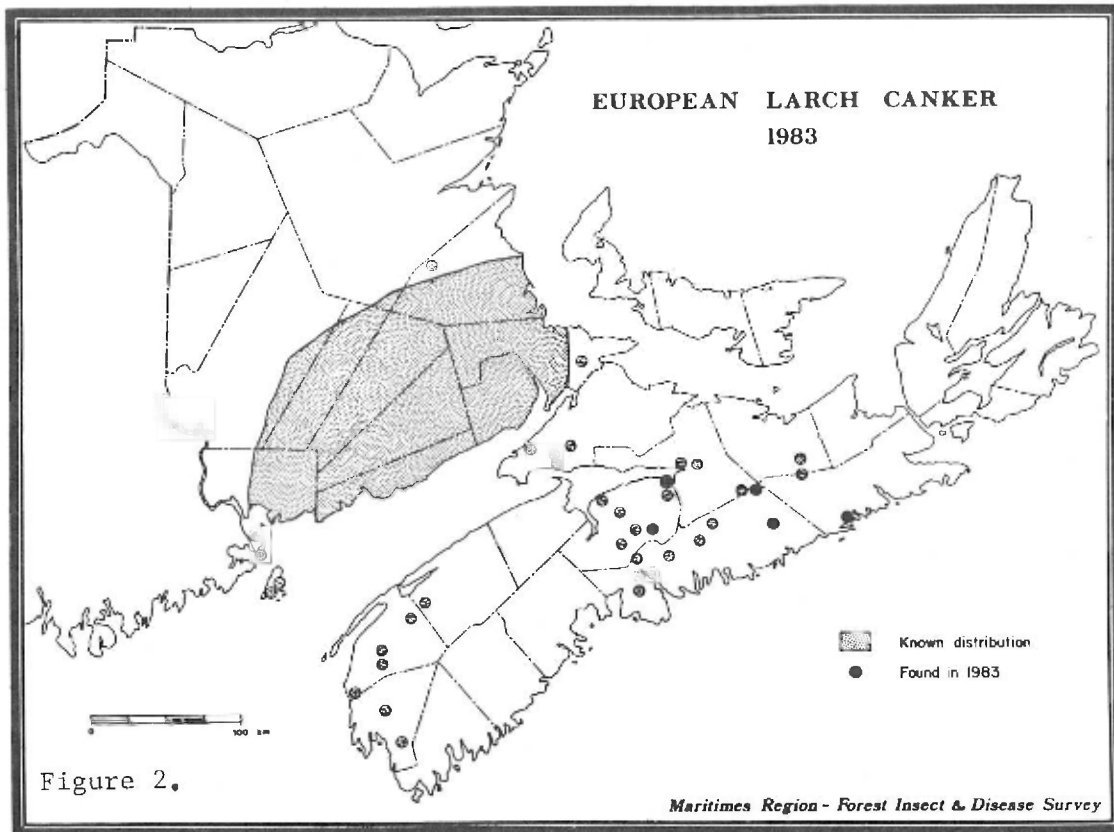 EUROPEAN LARCH CANKER
1983
Known distribution
Found in 1983
0 100 km
Figure 2.
Maritimes Region - Forest Insect & Disease Survey